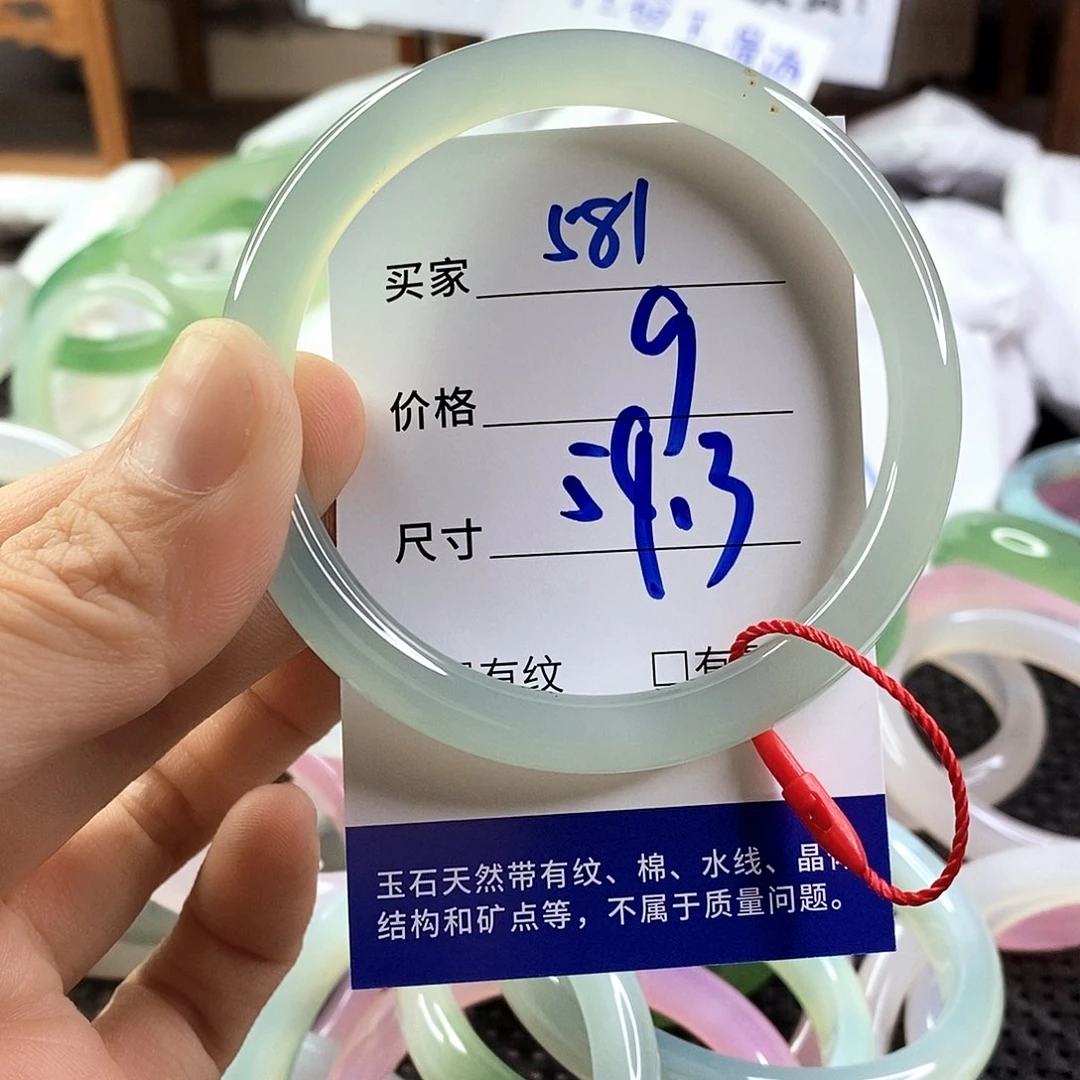 买家 581
价格 9
尺寸 59.3
有纹 □有
玉石天然带有纹、棉、水线、晶体
结构和矿点等，不属于质量问题。